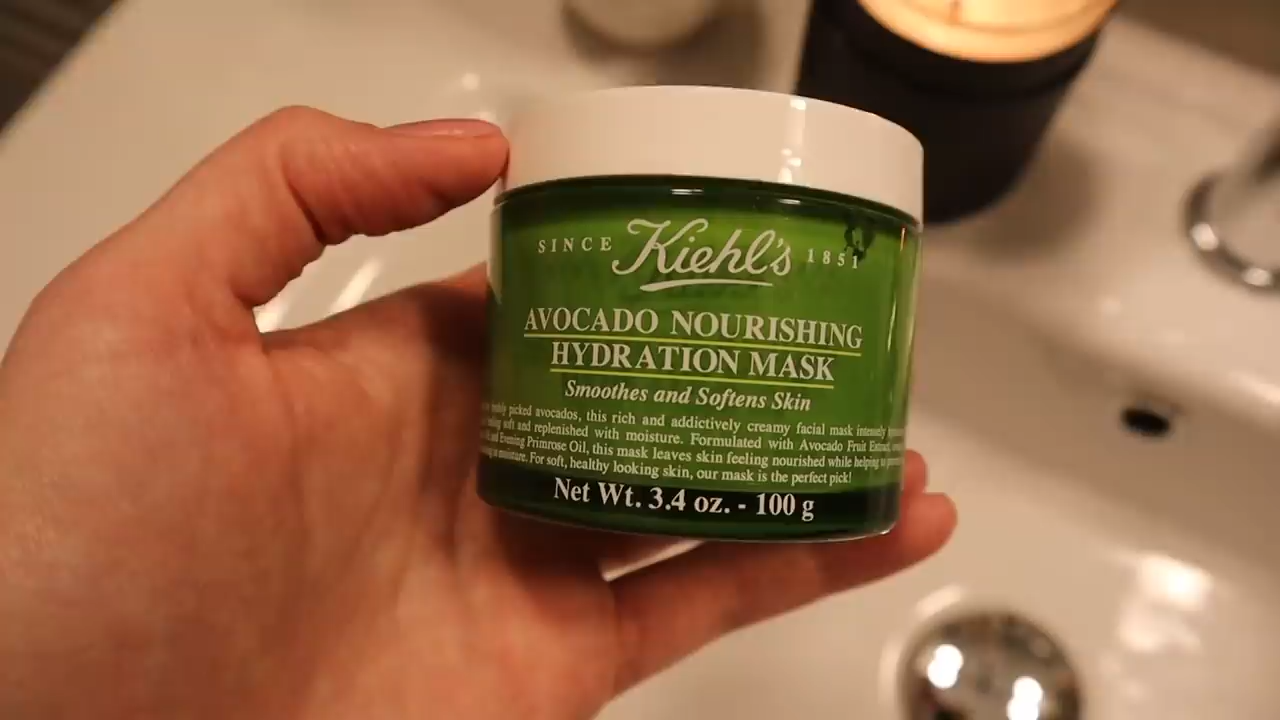 SINCE Kiehl's 1851
AVOCADO NOURISHING
HYDRATION MASK
Smoothes and Softens Skin
picked avocados, this rich and addictively creamy facial mask intensely
soft and replenished with moisture. Formulated with Avocado Fruit Extract,
and Evening Primrose Oil, this mask leaves skin feeling nourished while helping to
moisture. For soft, healthy looking skin, our mask is the perfect pick!
Net Wt. 3.4 oz. - 100 g